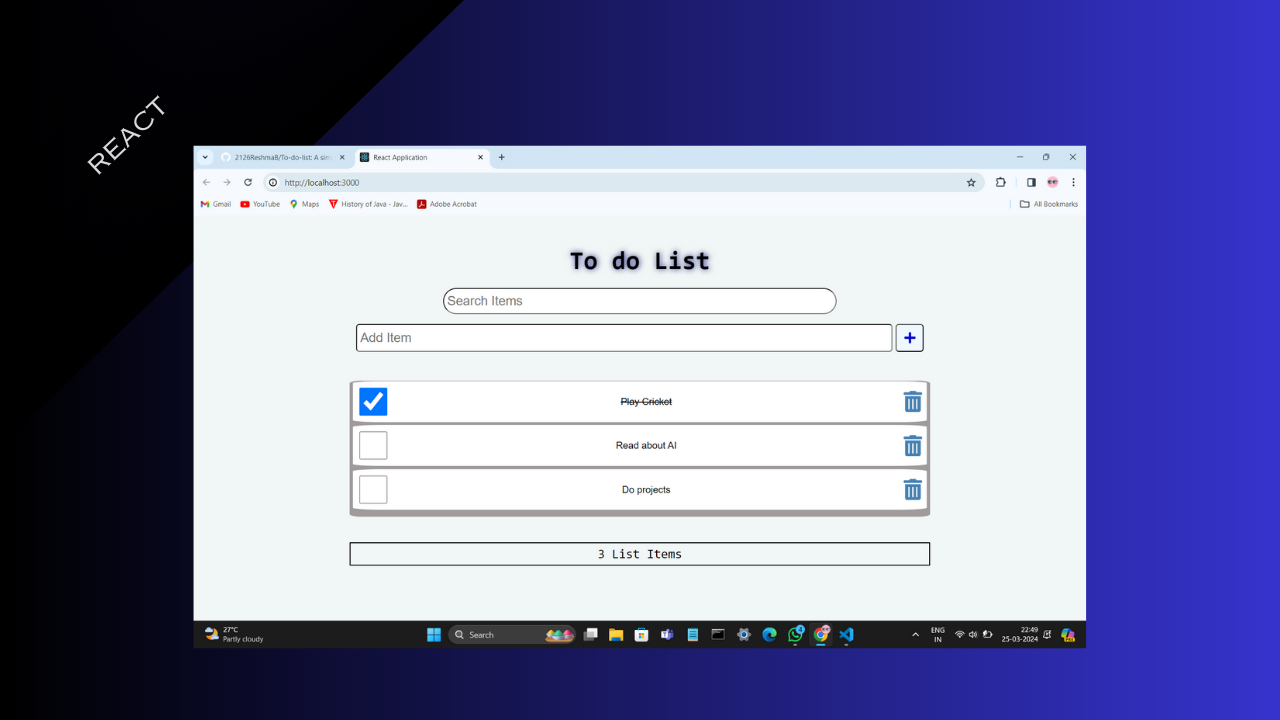 REACT
2126ReshmaB/To-do-list: A sim
React Application
http://localhost:3000
Gmail
YouTube
Maps
History of Java - Jav...
Adobe Acrobat
All Bookmarks
To do List
Search Items
Add Item
Play Cricket
Read about AI
Do projects
3 List Items
27°C
Partly cloudy
Search
4
ENG
IN
22:49
25-03-2024